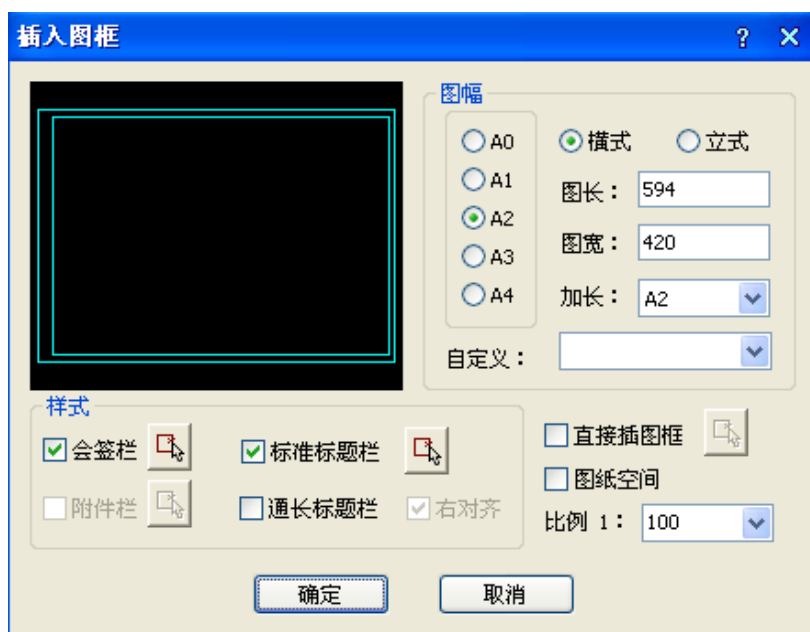 插入图框
? ×
图幅
A0
横式 立式
A1
图长： 594
A2
图宽： 420
A3
A4
加长： A2
自定义：
样式
会签栏 标准标题栏 直接插图框
图纸空间
附件栏 通长标题栏 右对齐
比例 1： 100
确定 取消